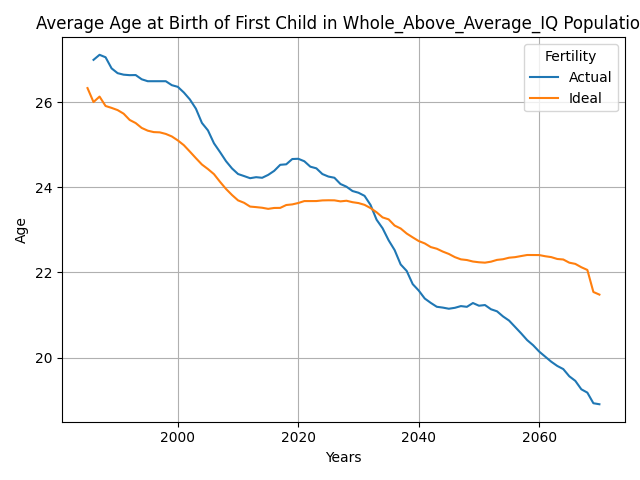 Average Age at Birth of First Child in Whole_Above_Average_IQ Populatio
Fertility
Actual
Ideal
26
24
22
20
Age
2000
2020
2040
2060
Years